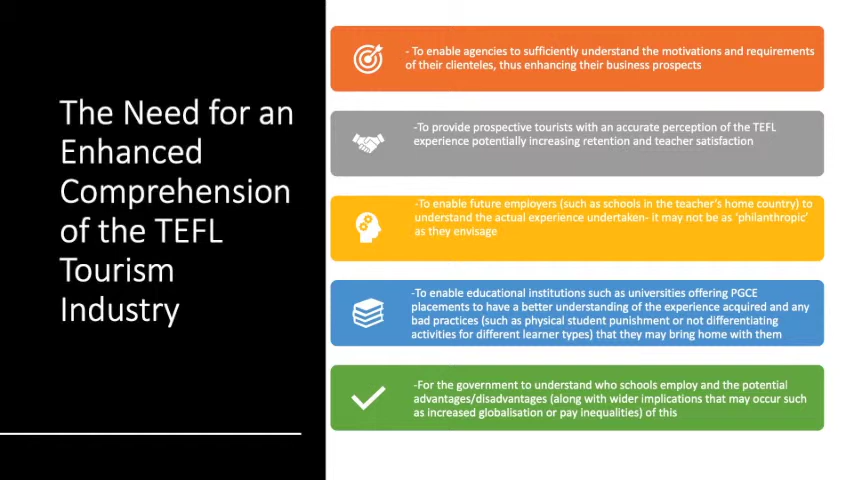 The Need for an
Enhanced
Comprehension
of the TEFL
Tourism
Industry
- To enable agencies to sufficiently understand the motivations and requirements
of their clienteles, thus enhancing their business prospects
-To provide prospective tourists with an accurate perception of the TEFL
experience potentially increasing retention and teacher satisfaction
-To enable future employers (such as schools in the teacher's home country) to
understand the actual experience undertaken- it may not be as 'philanthropic'
as they envisage
-To enable educational institutions such as universities offering PGCE
placements to have a better understanding of the experience acquired and any
bad practices (such as physical student punishment or not differentiating
activities for different learner types) that they may bring home with them
-For the government to understand who schools employ and the potential
advantages/disadvantages (along with wider implications that may occur such
as increased globalisation or pay inequalities) of this